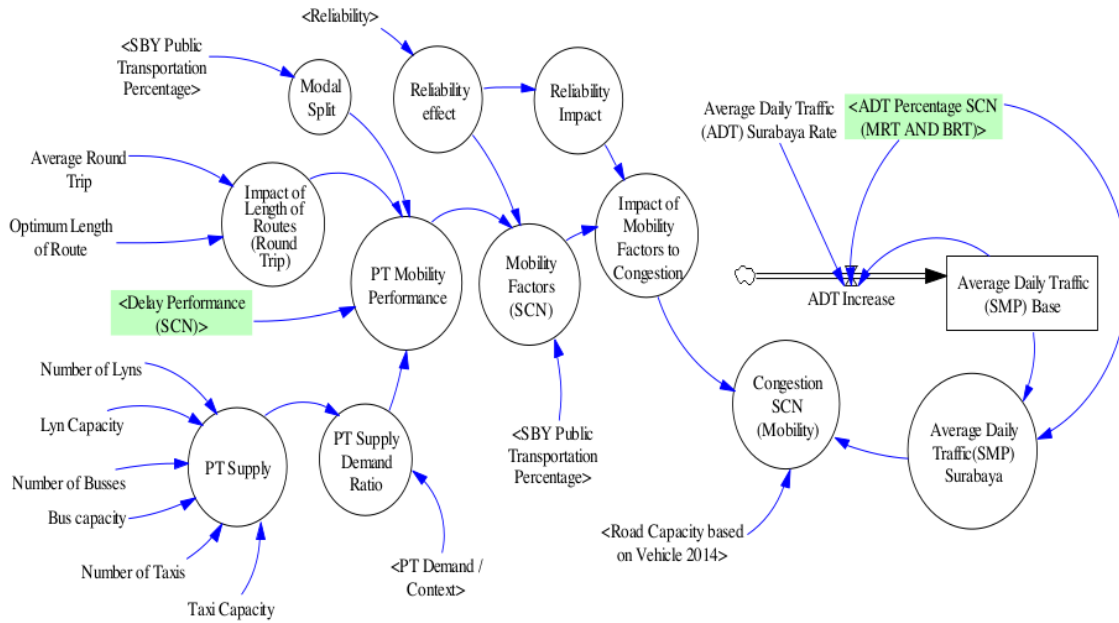 <Reliability>
<SBY Public
Transportation
Percentage>
Modal
Split
Reliability
effect
Reliability
Impact
Average Daily Traffic
(ADT) Surabaya Rate
<ADT Percentage SCN
(MRT AND BRT)>
Average Round
Trip
Optimum Length
of Route
Impact of
Length of
Routes
(Round
Trip)
PT Mobility
Performance
Mobility
Factors
(SCN)
Impact of
Mobility
Factors to
Congestion
ADT Increase
Average Daily Traffic
(SMP) Base
<Delay Performance
(SCN)>
Number of Lyns
Lyn Capacity
Number of Busses
Bus capacity
Number of Taxis
Taxi Capacity
PT Supply
PT Supply
Demand
Ratio
<PT Demand /
Context>
<SBY Public
Transportation
Percentage>
Congestion
SCN
(Mobility)
Average Daily
Traffic(SMP)
Surabaya
<Road Capacity based
on Vehicle 2014>